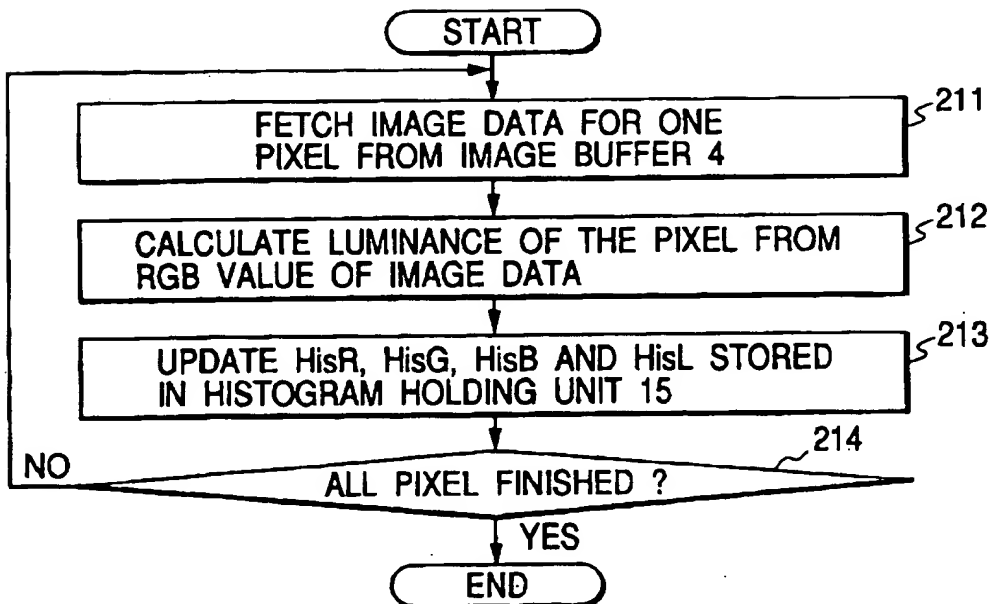 START
FETCH IMAGE DATA FOR ONE
PIXEL FROM IMAGE BUFFER 4
211
CALCULATE LUMINANCE OF THE PIXEL FROM
RGB VALUE OF IMAGE DATA
212
UPDATE HisR, HisG, HisB AND HisL STORED
IN HISTOGRAM HOLDING UNIT 15
213
ALL PIXEL FINISHED ?
214
NO
YES
END